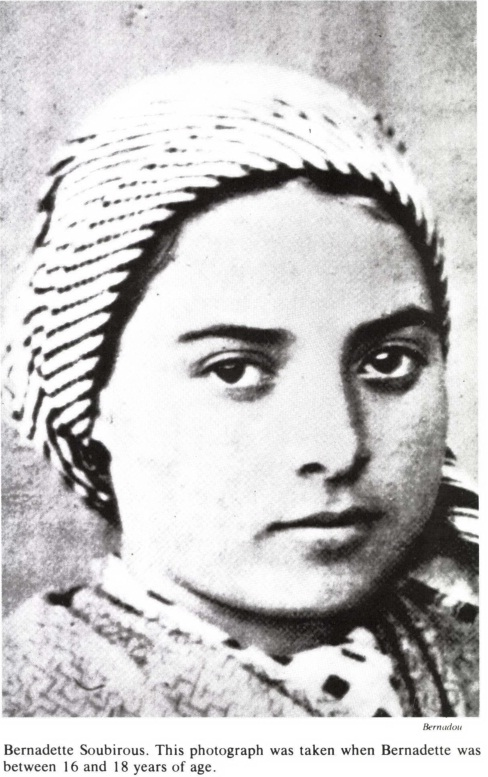 Bernadou
Bernadette Soubirous. This photograph was taken when Bernadette was
between 16 and 18 years of age.